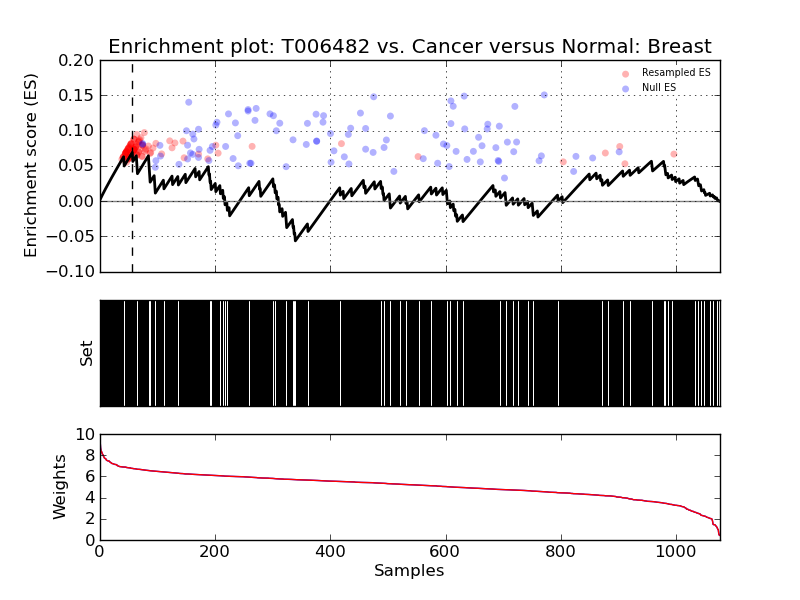 Enrichment plot: T006482 vs. Cancer versus Normal: Breast
Enrichment score (ES)
0.20
0.15
0.10
0.05
0.00
−0.05
−0.10
Resampled ES
Null ES
Set
Weights
10
8
6
4
2
0
0 200 400 600 800 1000
Samples